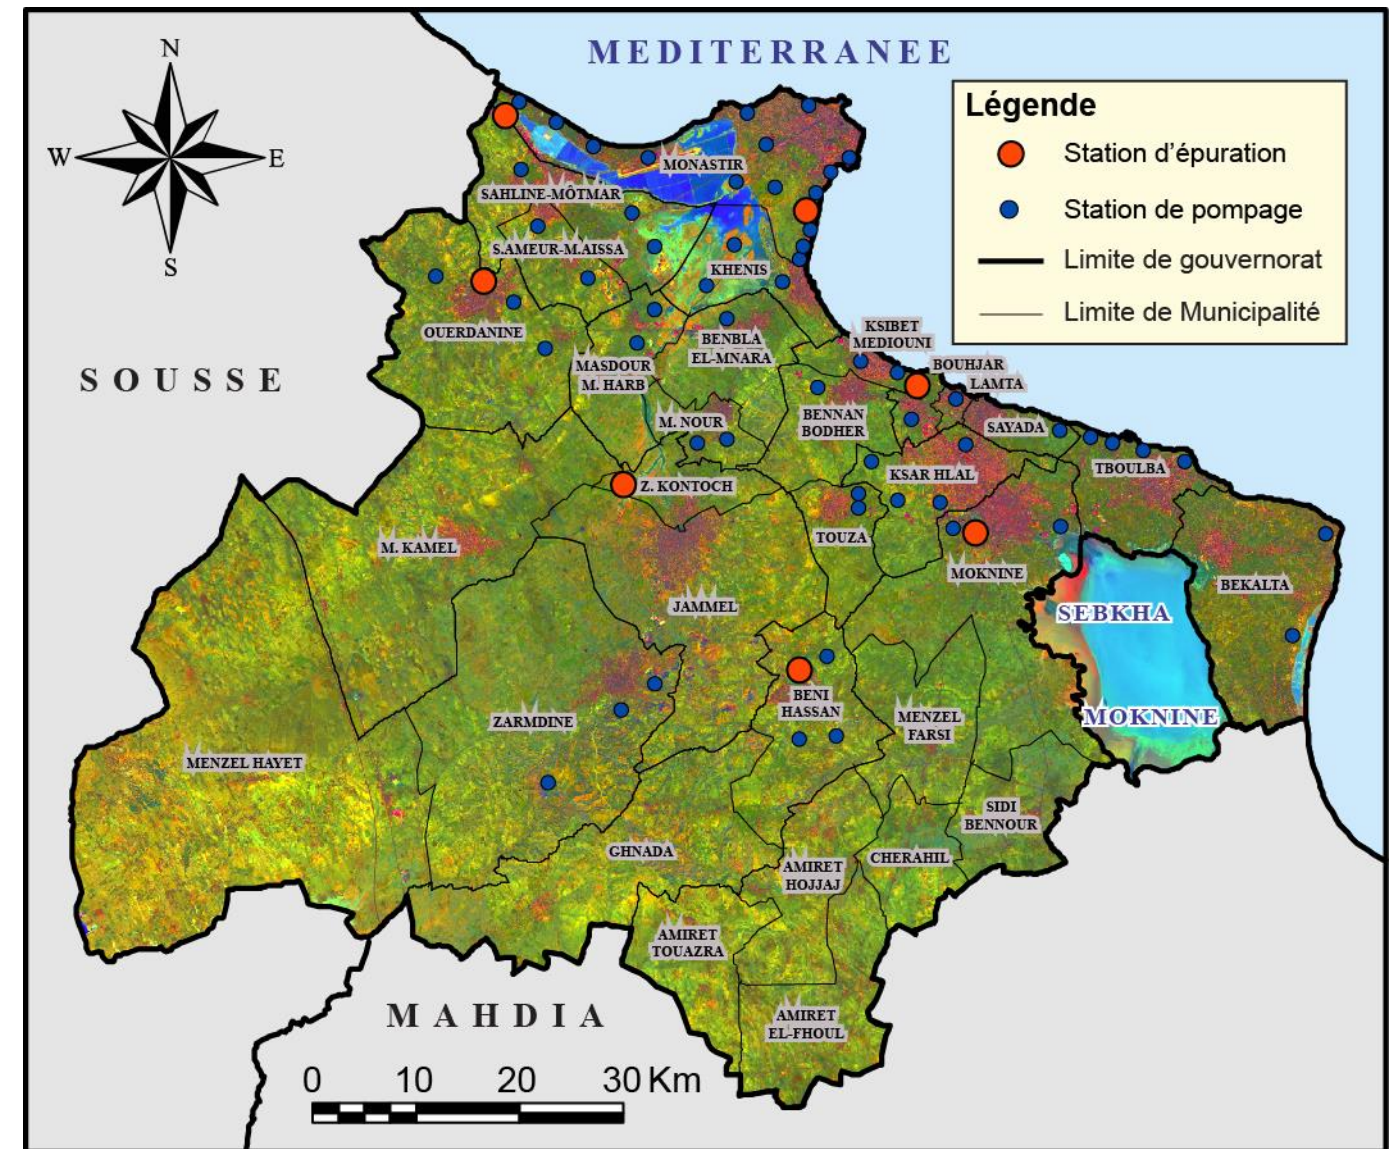 MEDITERRANEE
N
W
E
S
Légende
Station d'épuration
Station de pompage
Limite de gouvernorat
Limite de Municipalité
MONASTIR
SAHLINE-MÔTMAR
S.AMEUR-M.AISSA
KHENIS
OUERDANINE
BENBLA
EL-MNARA
MASDOUR
M. HARB
KSIBET
MEDIOUNI
BOUHJAR
LAMTA
SOUSSE
M. NOUR
BENNAN
BODHER
SAYADA
TBOULBA
KSAR HLAL
Z. KONTOCH
TOUZA
M. KAMEL
MOKNINE
BEKALTA
JAMMEL
SEBKHA
MOKNINE
BENI
HASSAN
ZARMDINE
MENZEL
FARSI
MENZEL HAYET
SIDI
BENNOUR
GHNADA
AMIRET
HOJJAJ
CHERAHIL
AMIRET
TOUAZRA
MAHDIA
AMIRET
EL-FHOUL
0 10 20 30 Km